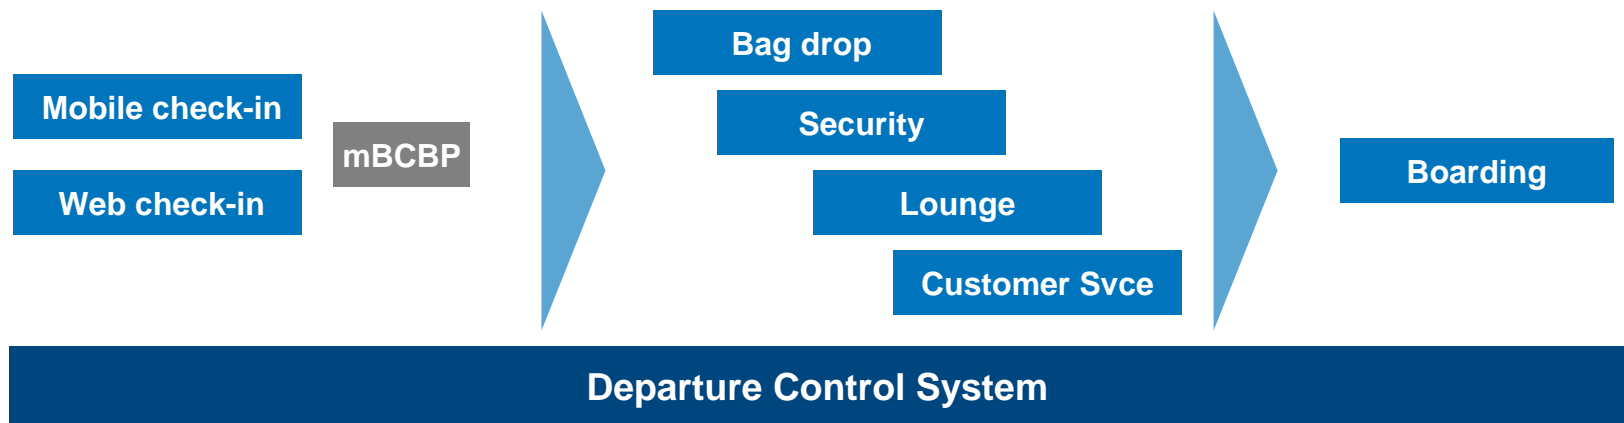 Mobile check-in
Web check-in
mBCBP
Bag drop
Security
Lounge
Customer Svce
Boarding
Departure Control System